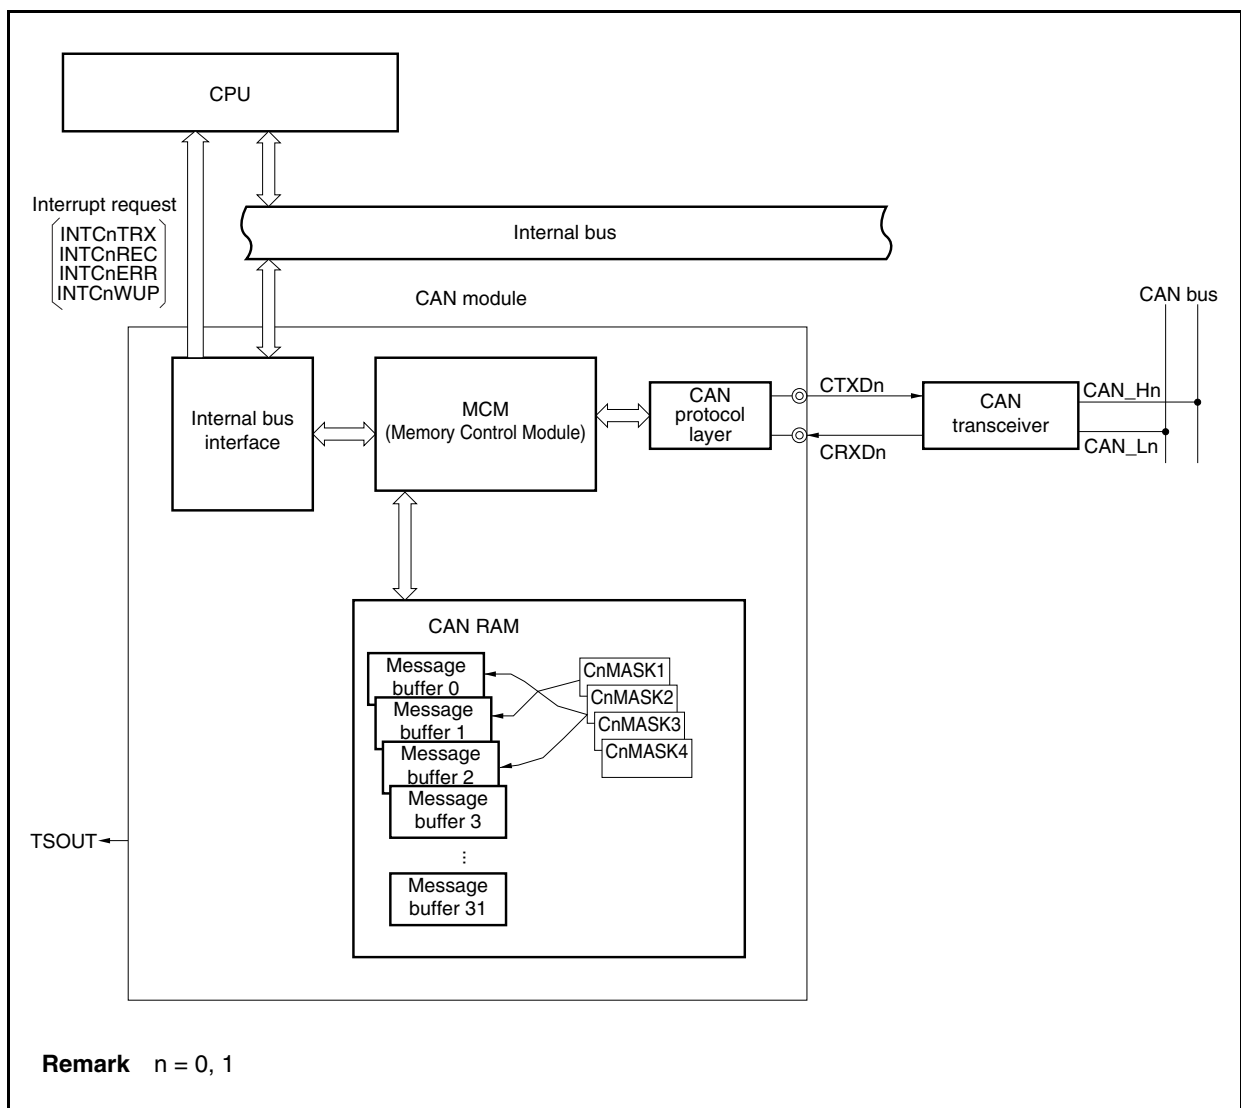 CPU
Interrupt request
INTCnTRX
INTCnREC
INTCnERR
INTCnWUP
Internal bus
CAN module
CAN bus
Internal bus
interface
MCM
(Memory Control Module)
CAN
protocol
layer
CTXDn
CRXDn
CAN
transceiver
CAN_Hn
CAN_Ln
CAN RAM
Message
buffer 0
Message
buffer 1
Message
buffer 2
Message
buffer 3
...
Message
buffer 31
CnMASK1
CnMASK2
CnMASK3
CnMASK4
TSOUT
Remark n = 0, 1